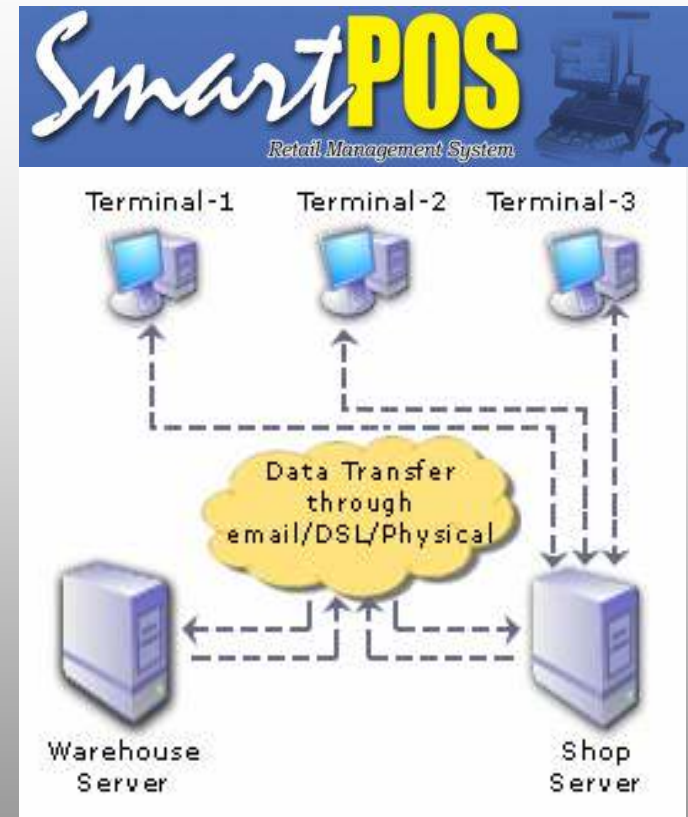 SmartPOS
Retail Management System
Terminal-1 Terminal-2 Terminal-3
Data Transfer
through
email/DSL/Physical
Warehouse
Server
Shop
Server